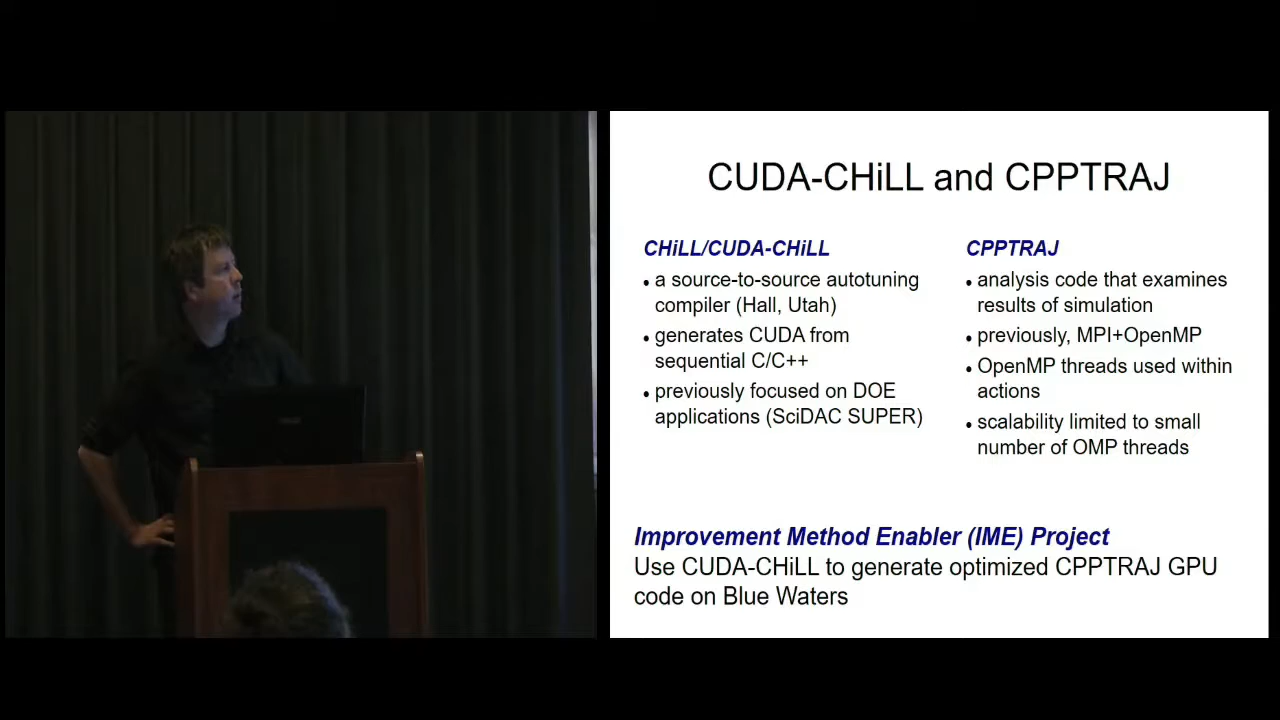 CUDA-CHiLL and CPPTRAJ
CHiLL/CUDA-CHiLL
• a source-to-source autotuning
compiler (Hall, Utah)
• generates CUDA from
sequential C/C++
• previously focused on DOE
applications (SciDAC SUPER)
CPPTRAJ
• analysis code that examines
results of simulation
• previously, MPI+OpenMP
• OpenMP threads used within
actions
• scalability limited to small
number of OMP threads
Improvement Method Enabler (IME) Project
Use CUDA-CHiLL to generate optimized CPPTRAJ GPU
code on Blue Waters